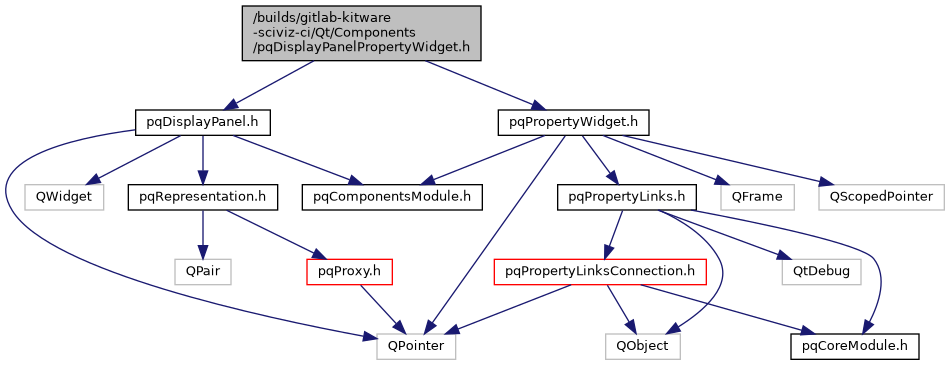 /builds/gitlab-kitware
-sciviz-ci/Qt/Components
/pqDisplayPanelPropertyWidget.h
pqDisplayPanel.h
pqPropertyWidget.h
QWidget
pqRepresentation.h
pqComponentsModule.h
pqPropertyLinks.h
QFrame
QScopedPointer
QPair
pqProxy.h
pqPropertyLinksConnection.h
QtDebug
QPointer
QObject
pqCoreModule.h